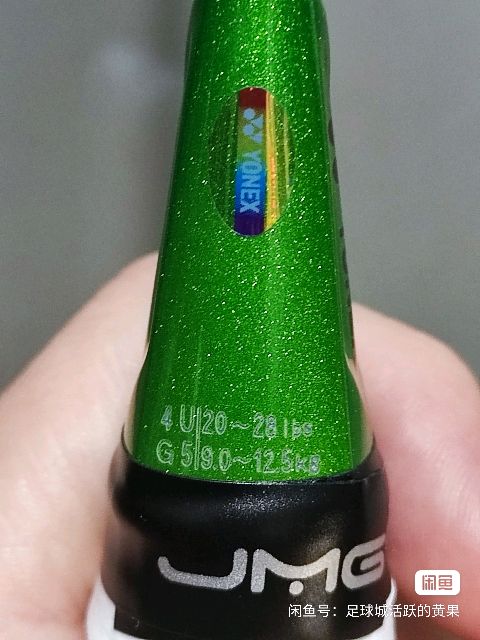 YONEX
4U 20~28 lbs
G5 9.0~12.5kg
JMG
闲鱼
闲鱼号：足球城活跃的黄果